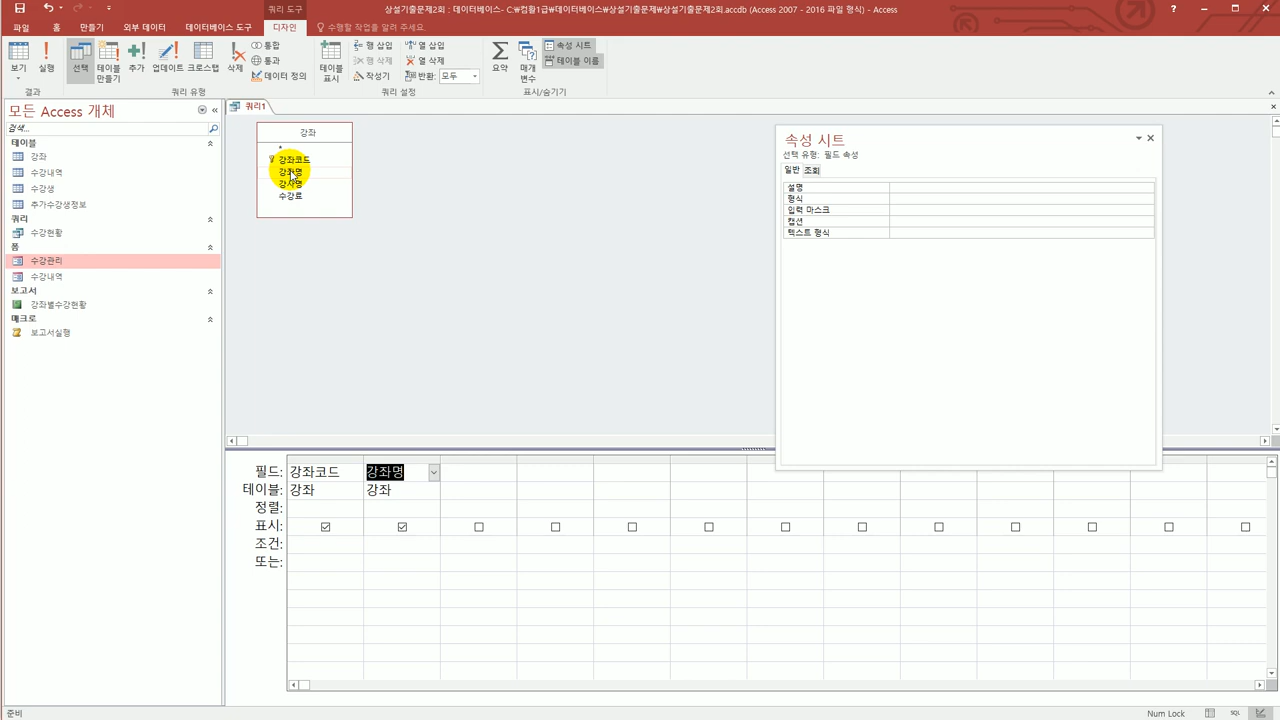 쿼리 도구
상설기출문제2회 : 데이터베이스- C:₩컴활1급₩데이터베이스₩상설기출문제₩상설기출문제2회.accdb (Access 2007 - 2016 파일 형식) - Access
파일 홈 만들기 외부 데이터 데이터베이스 도구 디자인 수행할 작업을 알려 주세요.
보기 실행 선택 테이블 만들기 추가 업데이트 크로스탭 삭제
통합
통과
데이터 정의
테이블 표시
행 삽입
행 삭제
작성기
열 삽입
열 삭제
반환: 모두
요약 매개 변수
속성 시트
테이블 이름
결과 쿼리 유형 쿼리 설정 표시/숨기기
모든 Access 개체
검색...
테이블
강좌
수강내역
수강생
추가수강생정보
쿼리
수강현황
폼
수강관리
수강내역
보고서
강좌별수강현황
매크로
보고서실행
쿼리1
강좌
*
강좌코드
강좌명
강사명
수강료
속성 시트
선택 유형: 필드 속성
일반 조회
설명
형식
입력 마스크
캡션
텍스트 형식
필드: 강좌코드 강좌명
테이블: 강좌 강좌
정렬:
표시:
조건:
또는:
준비
Num Lock
SQL